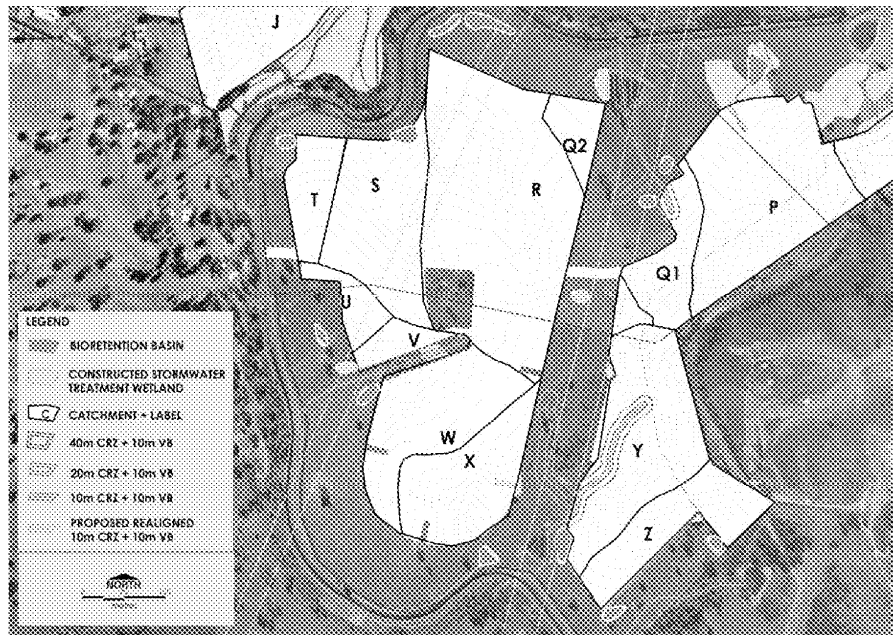 J
Q2
R
S
T
P
Q1
U
V
W
X
Y
Z
LEGEND
BIORETENTION BASIN
CONSTRUCTED STORMWATER
TREATMENT WETLAND
C
CATCHMENT + LABEL
40m CRZ + 10m VB
20m CRZ + 10m VB
10m CRZ + 10m VB
PROPOSED REALIGNED
10m CRZ + 10m VB
NORTH